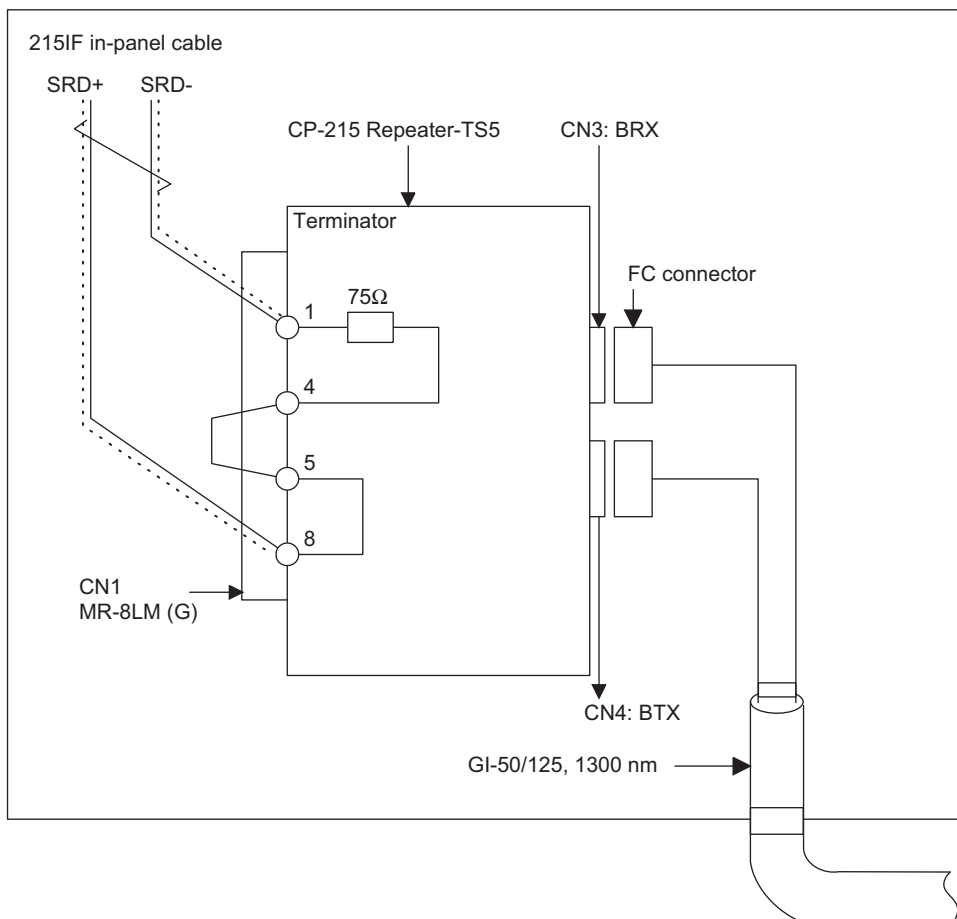 215IF in-panel cable
SRD+ SRD-
CP-215 Repeater-TS5
CN3: BRX
Terminator
FC connector
75Ω
1
4
5
8
CN1
MR-8LM (G)
CN4: BTX
GI-50/125, 1300 nm